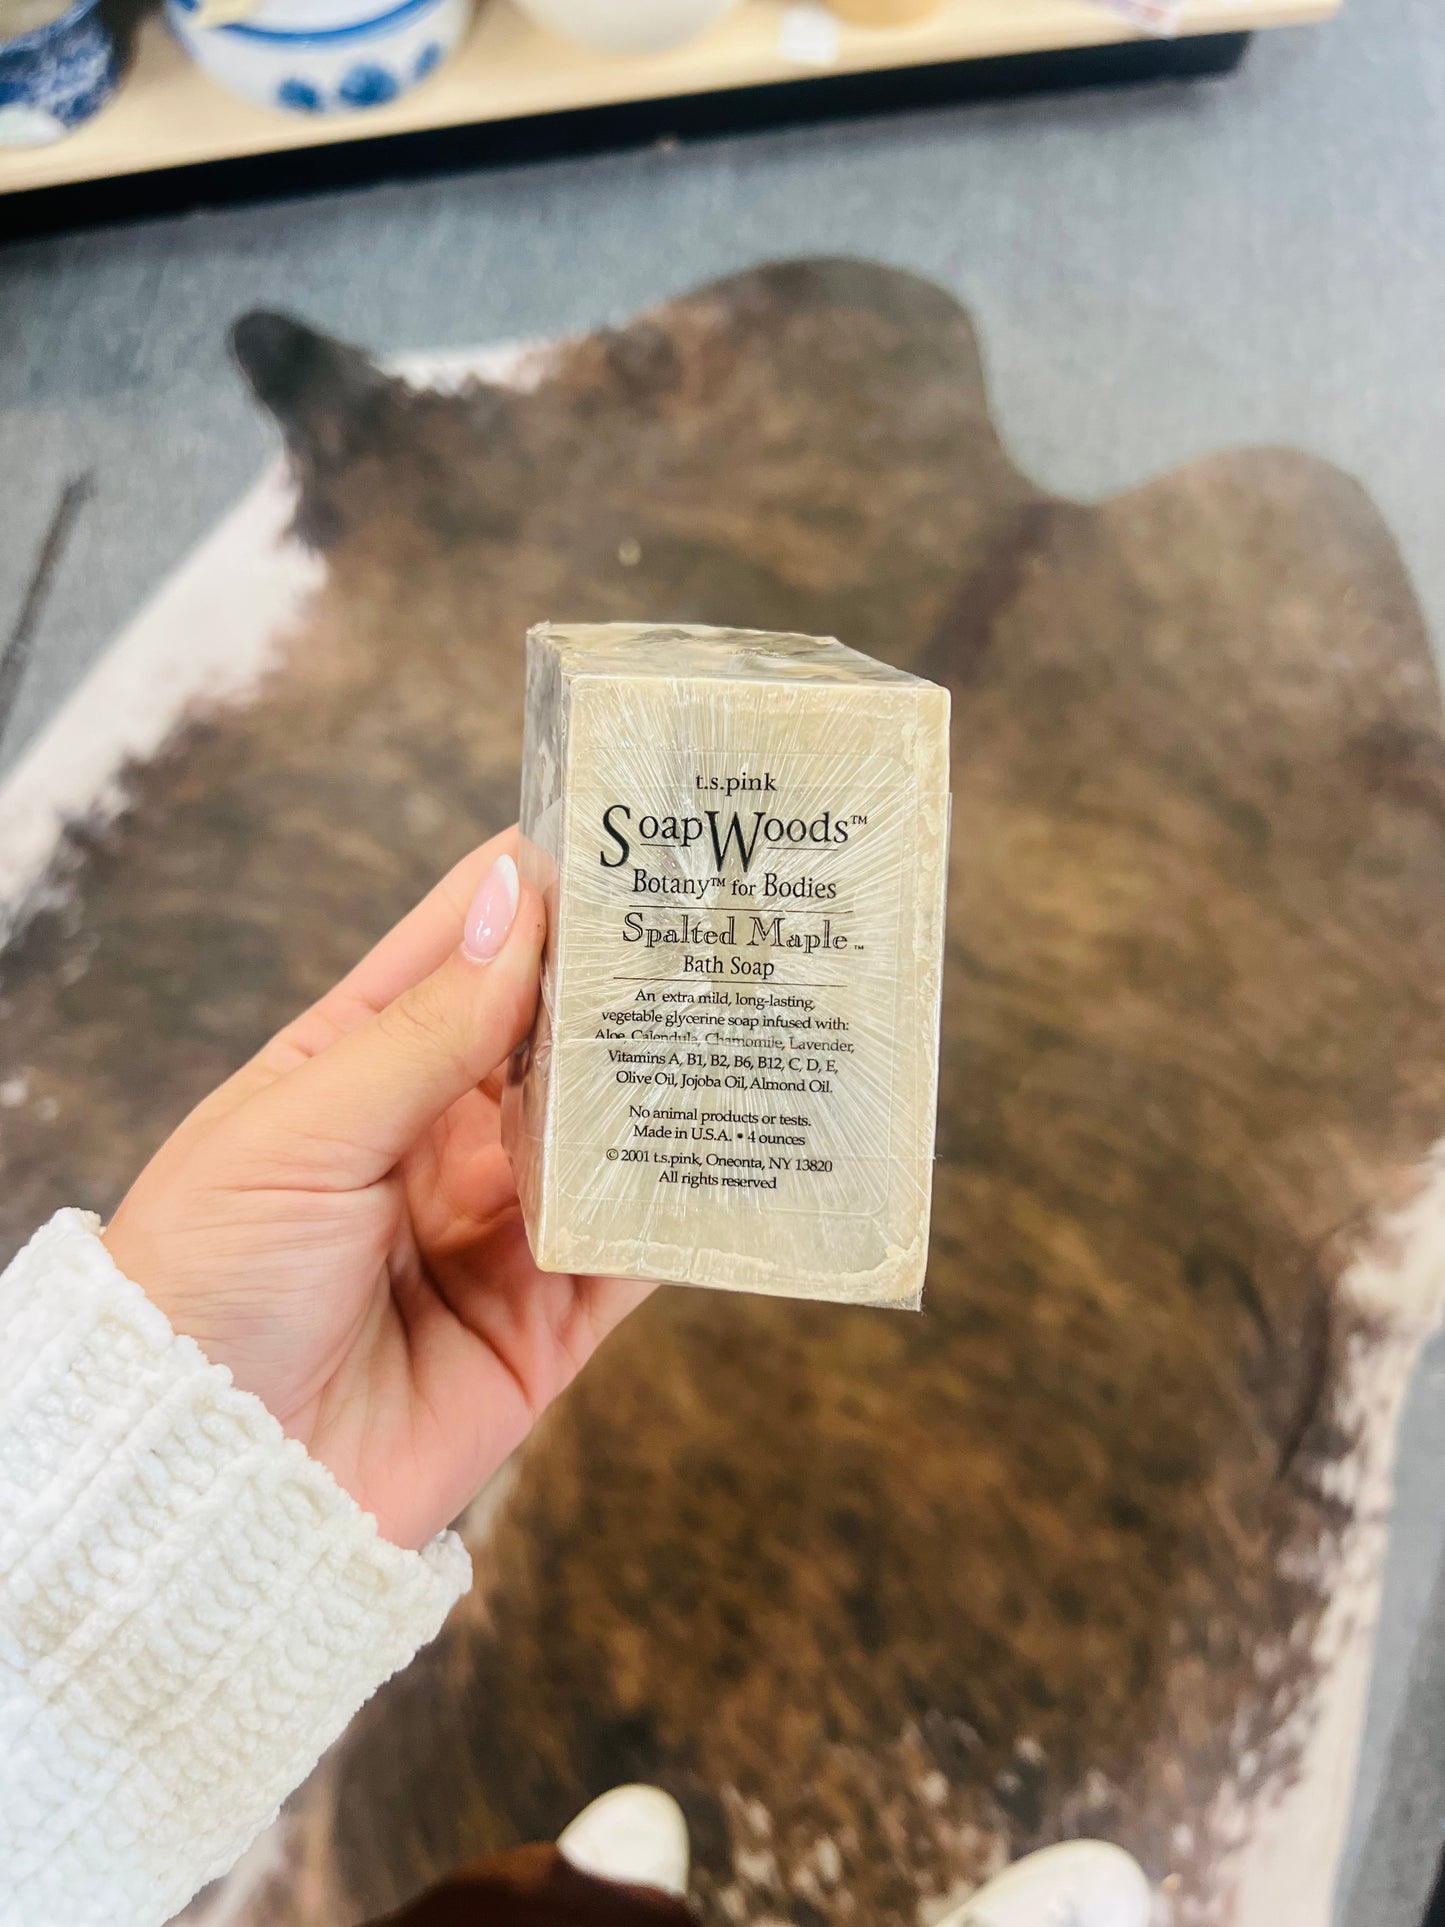 t.s.pink
SoapWoods™
Botany™ for Bodies
Spalted Maple™
Bath Soap
An extra mild, long-lasting,
vegetable glycerine soap infused with:
Aloe, Calendula, Chamomile, Lavender,
Vitamins A, B1, B2, B6, B12, C, D, E,
Olive Oil, Jojoba Oil, Almond Oil.
No animal products or tests.
Made in U.S.A. • 4 ounces
© 2001 t.s.pink, Oneonta, NY 13820
All rights reserved